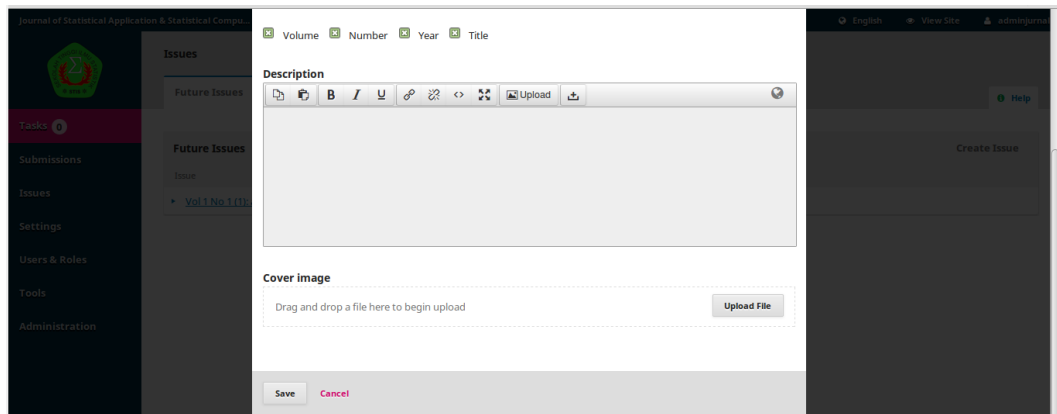 Journal of Statistical Application & Statistical Compu...
English
View Site
adminjurnal
Issues
Future Issues
Help
Tasks 0
Submissions
Issues
Settings
Users & Roles
Tools
Administration
Future Issues
Create Issue
Issue
Vol 1 No 1 (1):
Volume Number Year Title
Description
B I U Upload
Cover image
Drag and drop a file here to begin upload
Upload File
Save Cancel